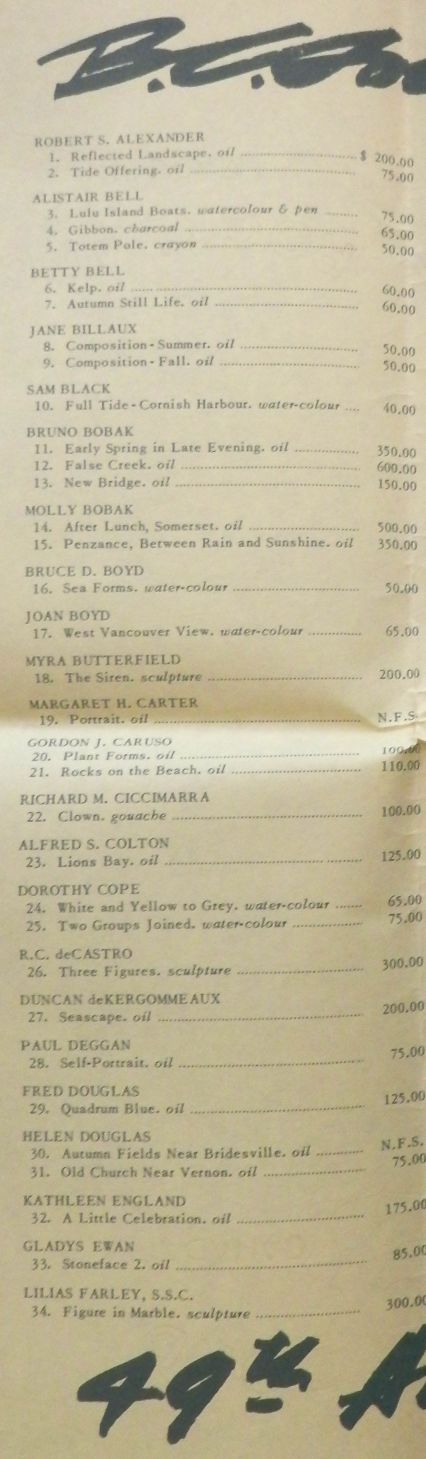 B.C.
ROBERT S. ALEXANDER
1. Reflected Landscape. oil ............................ $ 200.00
2. Tide Offering. oil .......................................... 75.00
ALISTAIR BELL
3. Lulu Island Boats. watercolour & pen ........ 75.00
4. Gibbon. charcoal ........................................... 65.00
5. Totem Pole. crayon ...................................... 50.00
BETTY BELL
6. Kelp. oil ........................................................ 60.00
7. Autumn Still Life. oil .................................... 60.00
JANE BILLAUX
8. Composition - Summer. oil .............................. 50.00
9. Composition - Fall. oil ................................... 50.00
SAM BLACK
10. Full Tide - Cornish Harbour. water-colour .... 40.00
BRUNO BOBAK
11. Early Spring in Late Evening. oil ................ 350.00
12. False Creek. oil ............................................. 600.00
13. New Bridge. oil .............................................. 150.00
MOLLY BOBAK
14. After Lunch, Somerset. oil ........................... 500.00
15. Penzance, Between Rain and Sunshine. oil 350.00
BRUCE D. BOYD
16. Sea Forms. water-colour ................................. 50.00
JOAN BOYD
17. West Vancouver View. water-colour ............. 65.00
MYRA BUTTERFIELD
18. The Siren. sculpture ...................................... 200.00
MARGARET H. CARTER
19. Portrait. oil .................................................... N.F.S.
GORDON J. CARUSO
20. Plant Forms. oil ............................................. 100.00
21. Rocks on the Beach. oil ................................ 110.00
RICHARD M. CICCIMARRA
22. Clown. gouache .............................................. 100.00
ALFRED S. COLTON
23. Lions Bay. oil ................................................ 125.00
DOROTHY COPE
24. White and Yellow to Grey. water-colour ....... 65.00
25. Two Groups Joined. water-colour .................. 75.00
R.C. deCASTRO
26. Three Figures. sculpture ................................ 300.00
DUNCAN deKERGOMMEAUX
27. Seascape. oil .................................................. 200.00
PAUL DEGGAN
28. Self-Portrait. oil ............................................ 75.00
FRED DOUGLAS
29. Quadrum Blue. oil .......................................... 125.00
HELEN DOUGLAS
30. Autumn Fields Near Bridesville. oil ............ N.F.S.
31. Old Church Near Vernon. oil ......................... 75.00
KATHLEEN ENGLAND
32. A Little Celebration. oil .............................. 175.00
GLADYS EWAN
33. Stoneface 2. oil ............................................. 85.00
LILIAS FARLEY, S.S.C.
34. Figure in Marble. sculpture ........................... 300.00
49th